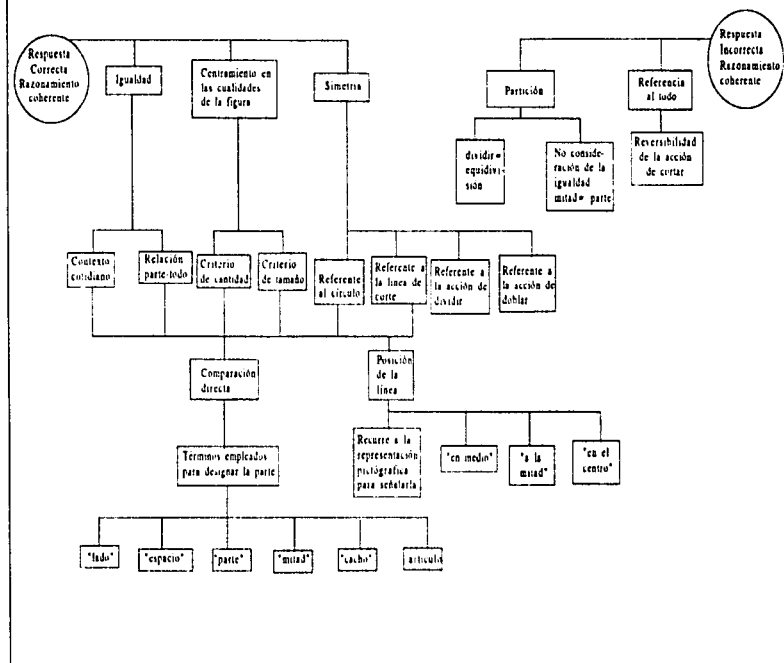 Respuesta
Correcta
Razonamiento
coherente
Igualdad
Centramiento en
las cualidades
de la figura
Simetría
Respuesta
Incorrecta
Razonamiento
coherente
Partición
Referencia
al todo
dividir=
equidivi-
sión
No conside-
ración de la
igualdad
mitad= parte
Reversibilidad
de la acción
de cortar
Contexto
cotidiano
Relación
parte-todo
Criterio
de cantidad
Criterio
de tamaño
Referente
al círculo
Referente a
la línea de
corte
Referente a
la acción de
dividir
Referente a
la acción de
doblar
Comparación
directa
Posición
de la
línea
Términos empleados
para designar la parte
Recurre a la
representación
pictográfica
para señalarla
"en medio"
"a la
mitad"
"en el
centro"
"lado"
"espacio"
"parte"
"mitad"
"cacho"
artículo